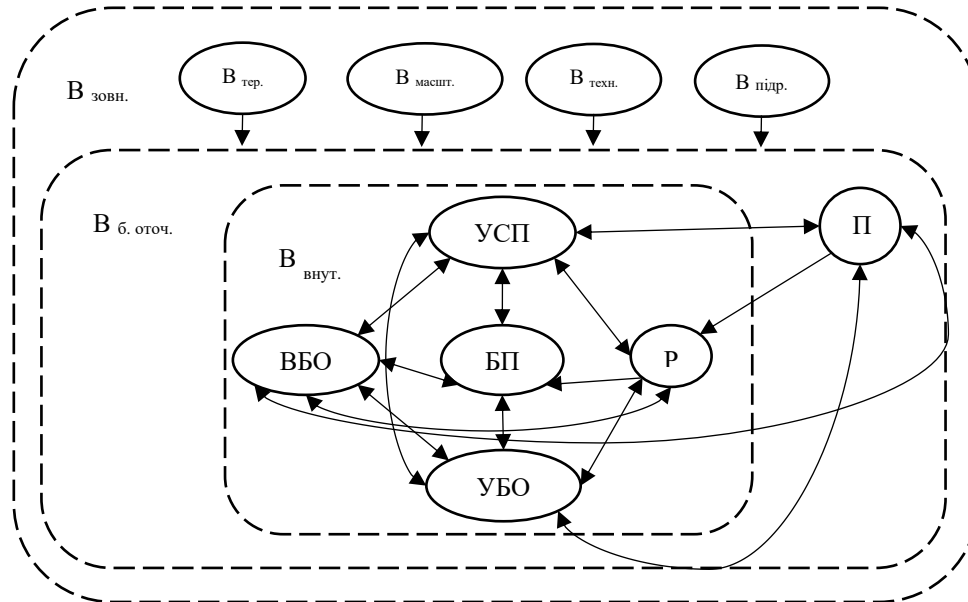 В тер.
В масшт.
В техн.
В підр.
В зовн.
В б. оточ.
УСП
П
В внут.
ВБО
БП
Р
УБО